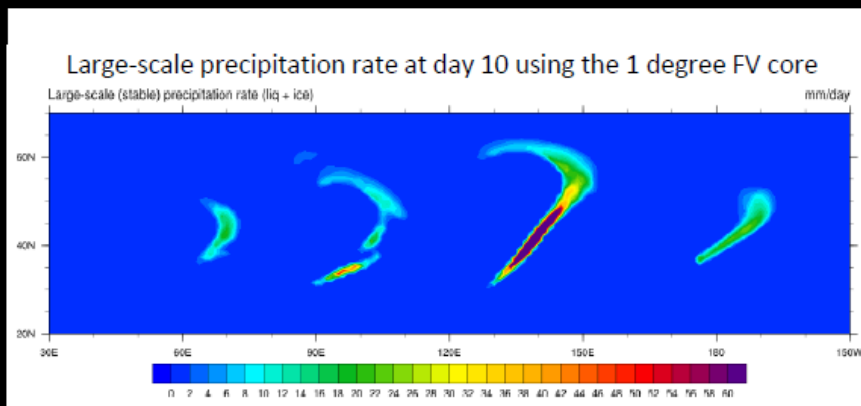 Large-scale precipitation rate at day 10 using the 1 degree FV core
Large-scale (stable) precipitation rate (liq + ice) mm/day
60N
40N
20N
30E 60E 90E 120E 150E 180 150W
0 2 4 6 8 10 12 14 16 18 20 22 24 26 28 30 32 34 36 38 40 42 44 46 48 50 52 54 56 58 60